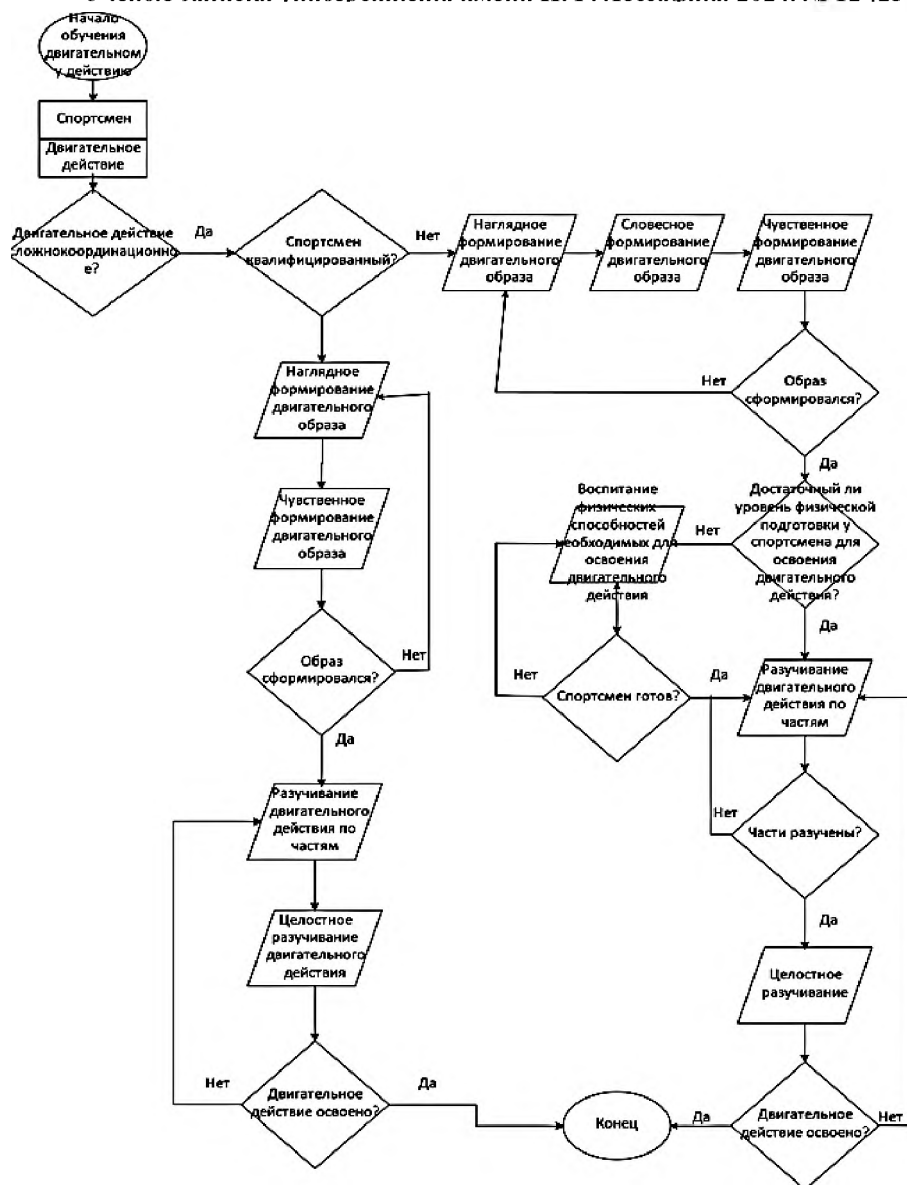 Начало
обучения
двигательном
у действию
Спортсмен
Двигательное
действие
Двигательное действие
сложнокоординационно
е?
Да
Спортсмен
квалифицированный?
Нет
Наглядное
формирование
двигательного
образа
Словесное
формирование
двигательного
образа
Чувственное
формирование
двигательного
образа
Нет
Образ
сформировался?
Да
Наглядное
формирование
двигательного
образа
Чувственное
формирование
двигательного
образа
Образ
сформировался?
Нет
Да
Воспитание
физических
способностей
необходимых для
освоения
двигательного
действия
Нет
Достаточный ли
уровень физической
подготовки у
спортсмена для
освоения
двигательного
действия?
Да
Нет
Спортсмен готов?
Да
Разучивание
двигательного
действия по
частям
Нет
Части разучены?
Да
Целостное
разучивание
Разучивание
двигательного
действия по
частям
Целостное
разучивание
двигательного
действия
Нет
Двигательное
действие освоено?
Да
Конец
Да
Двигательное
действие освоено?
Нет